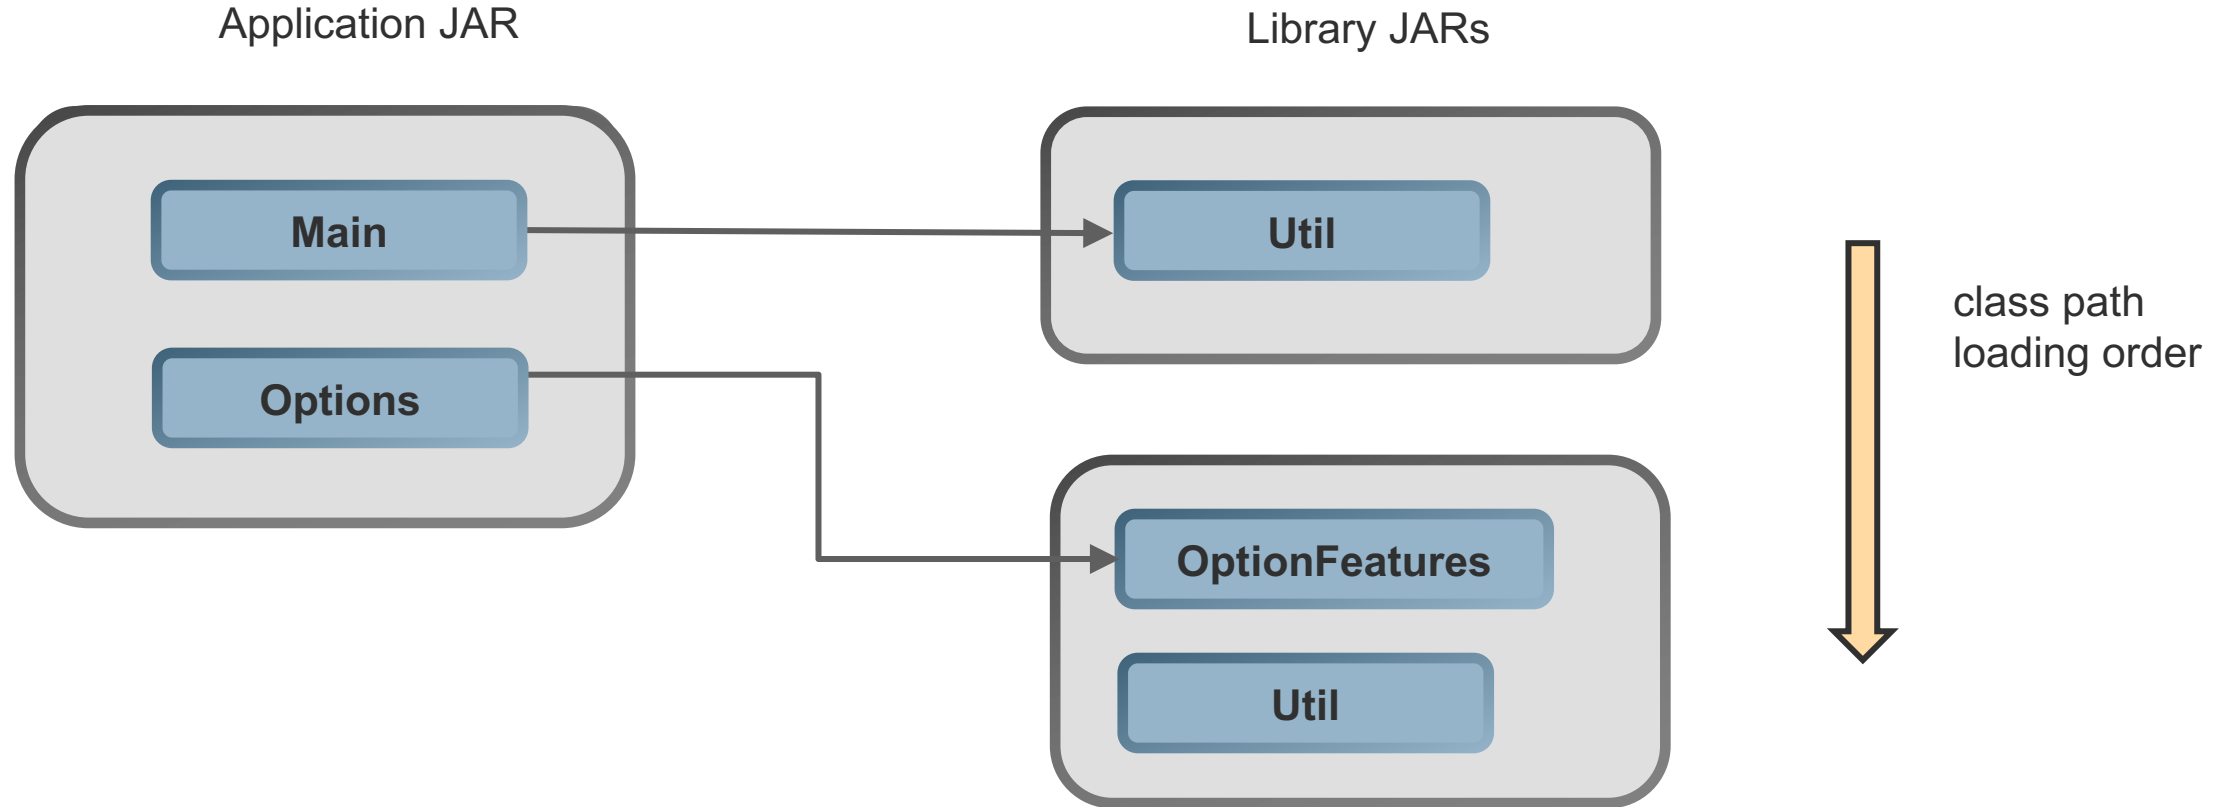 Application JAR
Library JARs
Main
Util
Options
class path
loading order
OptionFeatures
Util